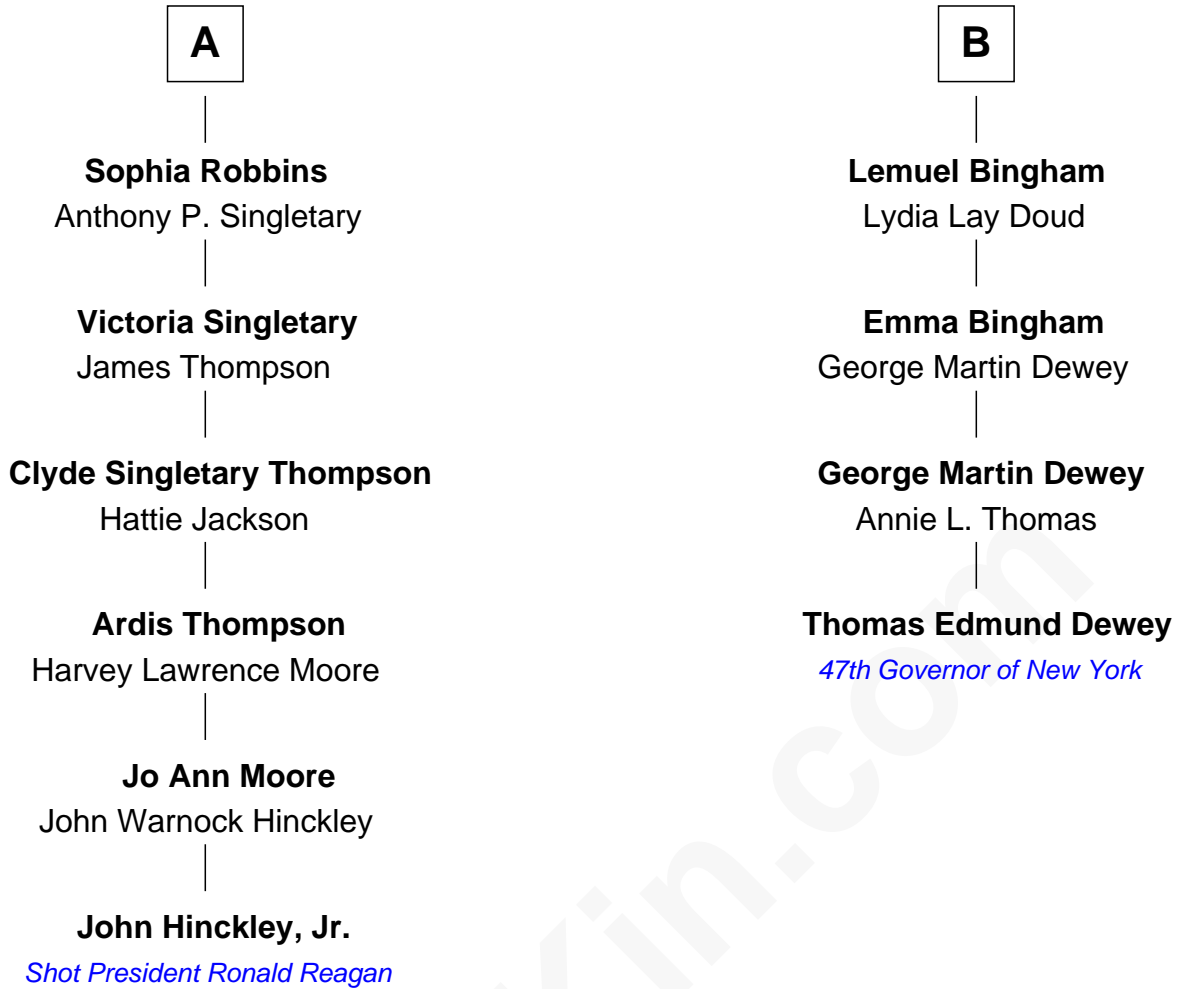 A
Sophia Robbins
Anthony P. Singletary
Victoria Singletary
James Thompson
Clyde Singletary Thompson
Hattie Jackson
Ardis Thompson
Harvey Lawrence Moore
Jo Ann Moore
John Warnock Hinckley
John Hinckley, Jr.
Shot President Ronald Reagan
B
Lemuel Bingham
Lydia Lay Doud
Emma Bingham
George Martin Dewey
George Martin Dewey
Annie L. Thomas
Thomas Edmund Dewey
47th Governor of New York